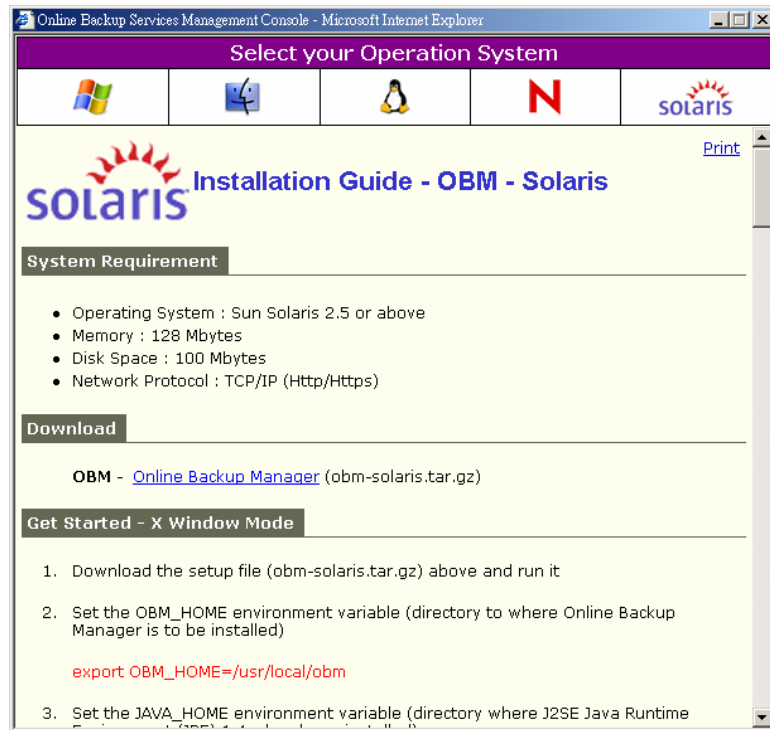 Online Backup Services Management Console - Microsoft Internet Explorer
Select your Operation System
N
solaris
Print
solaris
Installation Guide - OBM - Solaris
System Requirement
• Operating System : Sun Solaris 2.5 or above
• Memory : 128 Mbytes
• Disk Space : 100 Mbytes
• Network Protocol : TCP/IP (Http/Https)
Download
OBM - Online Backup Manager (obm-solaris.tar.gz)
Get Started - X Window Mode
1. Download the setup file (obm-solaris.tar.gz) above and run it
2. Set the OBM_HOME environment variable (directory to where Online Backup
Manager is to be installed)
export OBM_HOME=/usr/local/obm
3. Set the JAVA_HOME environment variable (directory where J2SE Java Runtime